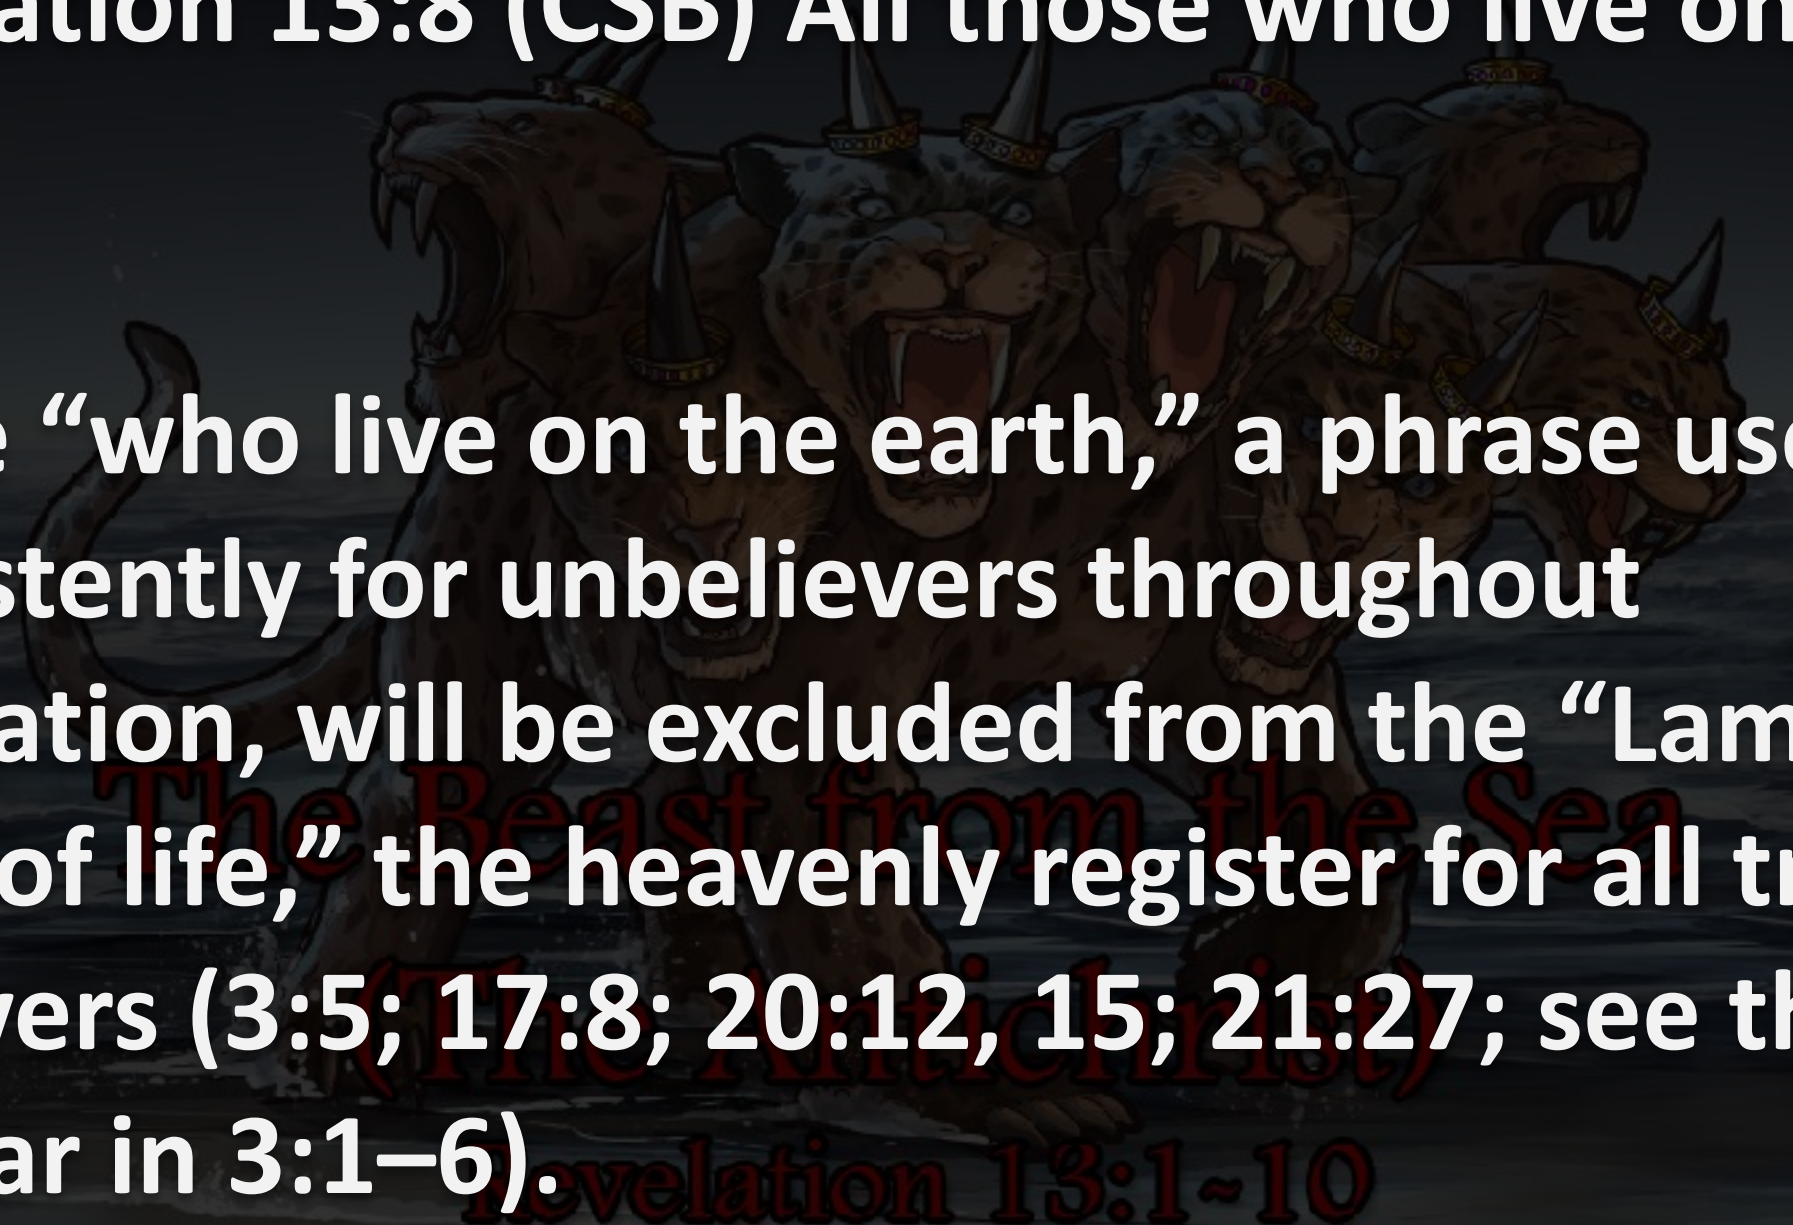 ation 13:8 (CSB) All those who live on
e “who live on the earth,” a phrase use
stently for unbelievers throughout
ation, will be excluded from the “Lam
The Beast from the Sea
of life,” the heavenly register for all tr
vers (3:5; 17:8; 20:12, 15; 21:27; see th
(The Antichrist)
ar in 3:1–6).
Revelation 13:1~10